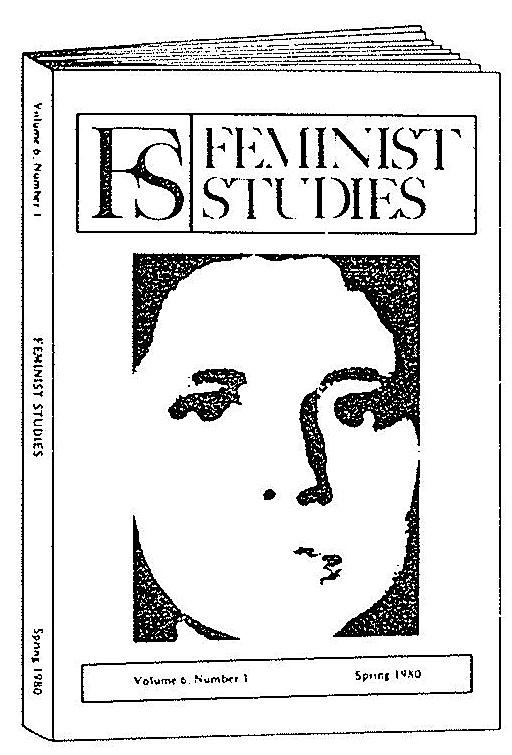 Volume 6, Number 1
FEMINIST STUDIES
Spring 1980
FS
FEMINIST
STUDIES
Volume 6, Number 1
Spring 1980